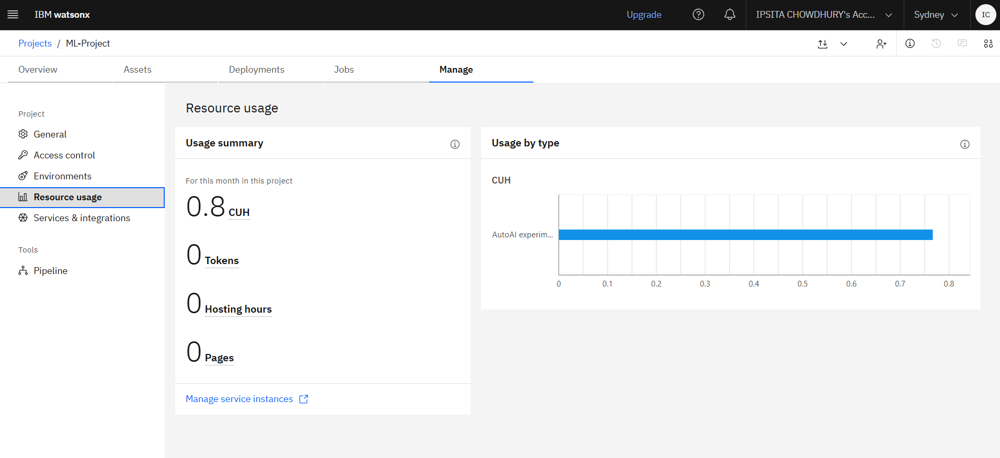 IBM watsonx
Upgrade
IPSITA CHOWDHURY's Acc...
Sydney
IC
Projects / ML-Project
Overview
Assets
Deployments
Jobs
Manage
Project
General
Access control
Environments
Resource usage
Services & integrations
Tools
Pipeline
Resource usage
Usage summary
For this month in this project
0.8 CUH
0 Tokens
0 Hosting hours
0 Pages
Manage service instances
Usage by type
CUH
AutoAI experim...
0 0.1 0.2 0.3 0.4 0.5 0.6 0.7 0.8